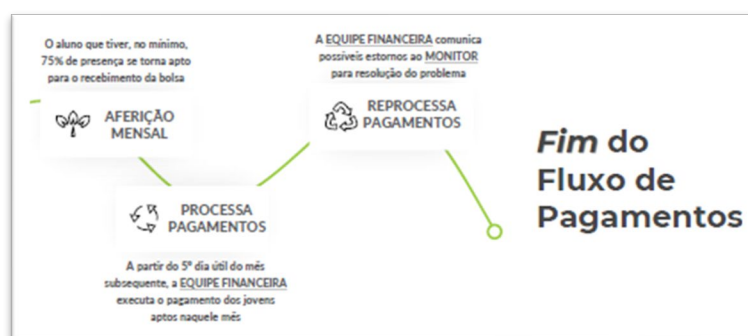 O aluno que tiver, no mínimo,
75% de presença se torna apto
para o recebimento da bolsa
AFERIÇÃO
MENSAL
PROCESSA
PAGAMENTOS
A partir do 5º dia útil do mês
subsequente, a EQUIPE FINANCEIRA
executa o pagamento dos jovens
aptos naquele mês
A EQUIPE FINANCEIRA comunica
possíveis estornos ao MONITOR
para resolução do problema
REPROCESSA
PAGAMENTOS
Fim do
Fluxo de
Pagamentos